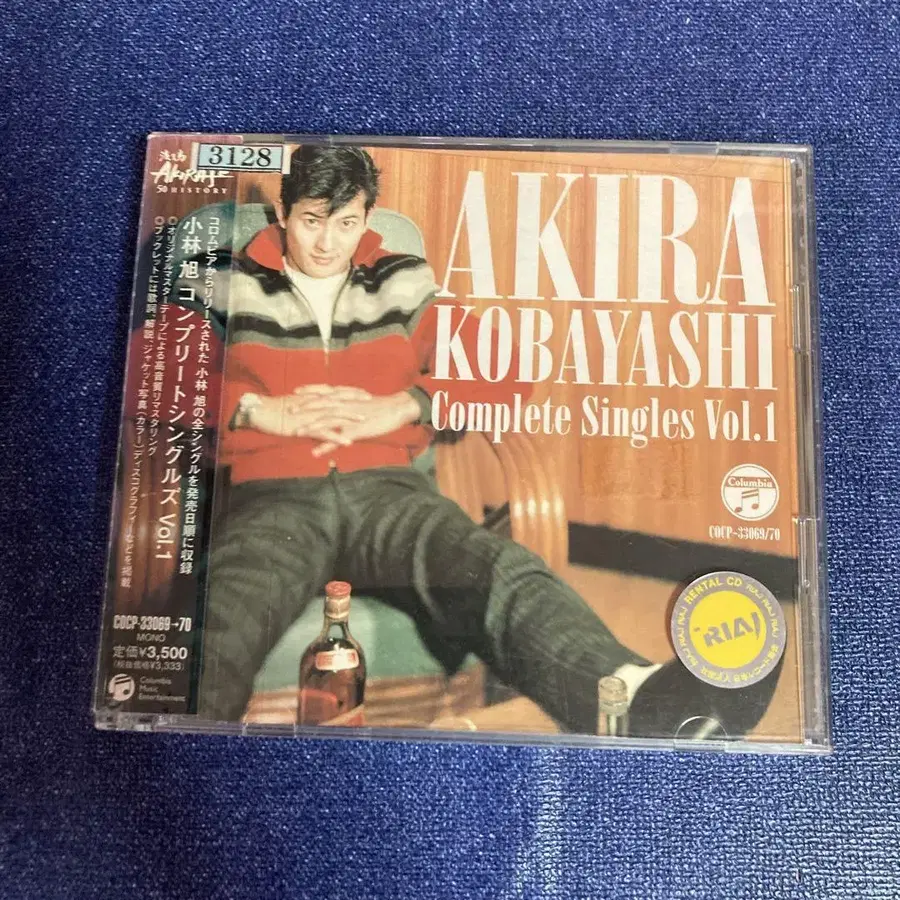 3128
AKIRA
50 HISTORY
コロムビアからリリースされた 小林 旭の全シングルを発売日順に収録
小林 旭 コンプリートシングルズ Vol.1
◎オリジナルマスターテープによる高音質リマスタリング
◎ブックレットには歌詞、解説、ジャケット写真(カラー)ディスコグラフィーなどを掲載
COCP-33069→70
MONO
定価¥3,500
(税抜価格¥3,333)
Columbia
Music
Entertainment
AKIRA
KOBAYASHI
Complete Singles Vol.1
Columbia
COCP-33069/70
RENTAL CD
RIAJ
RIAJ RIAJ RIAJ